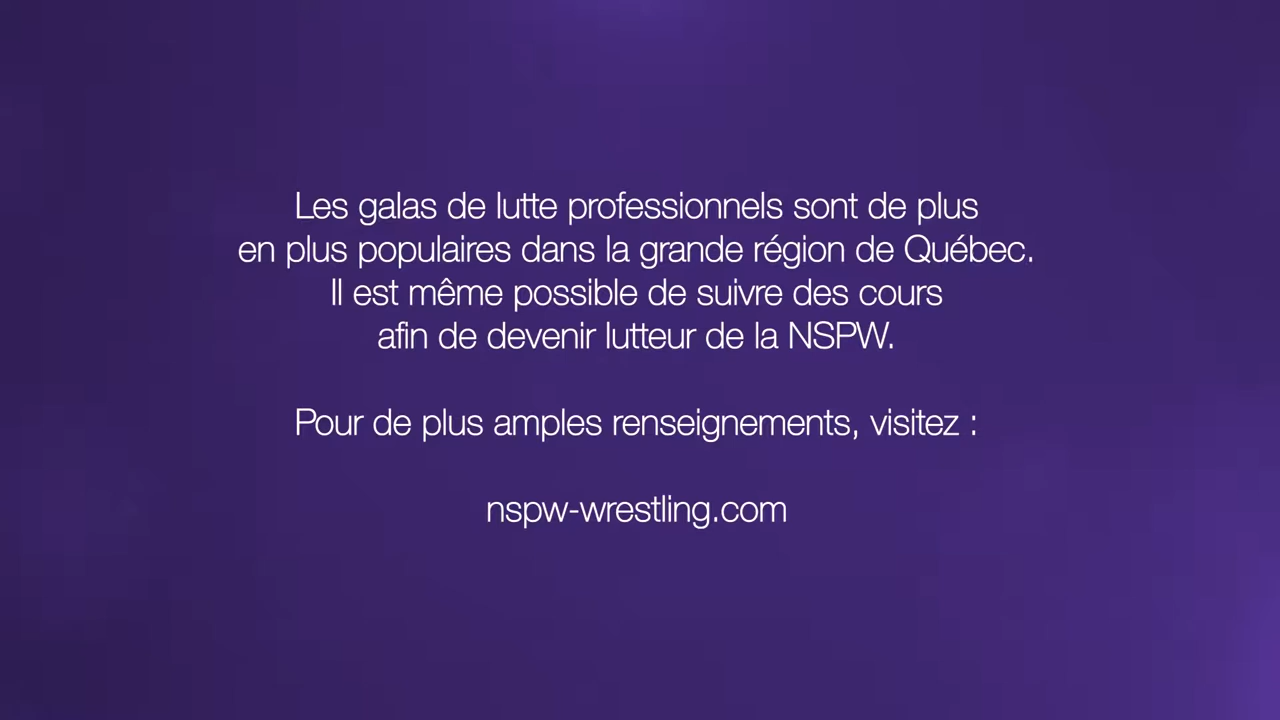 Les galas de lutte professionnels sont de plus
en plus populaires dans la grande région de Québec.
Il est même possible de suivre des cours
afin de devenir lutteur de la NSPW.
Pour de plus amples renseignements, visitez :
nspw-wrestling.com